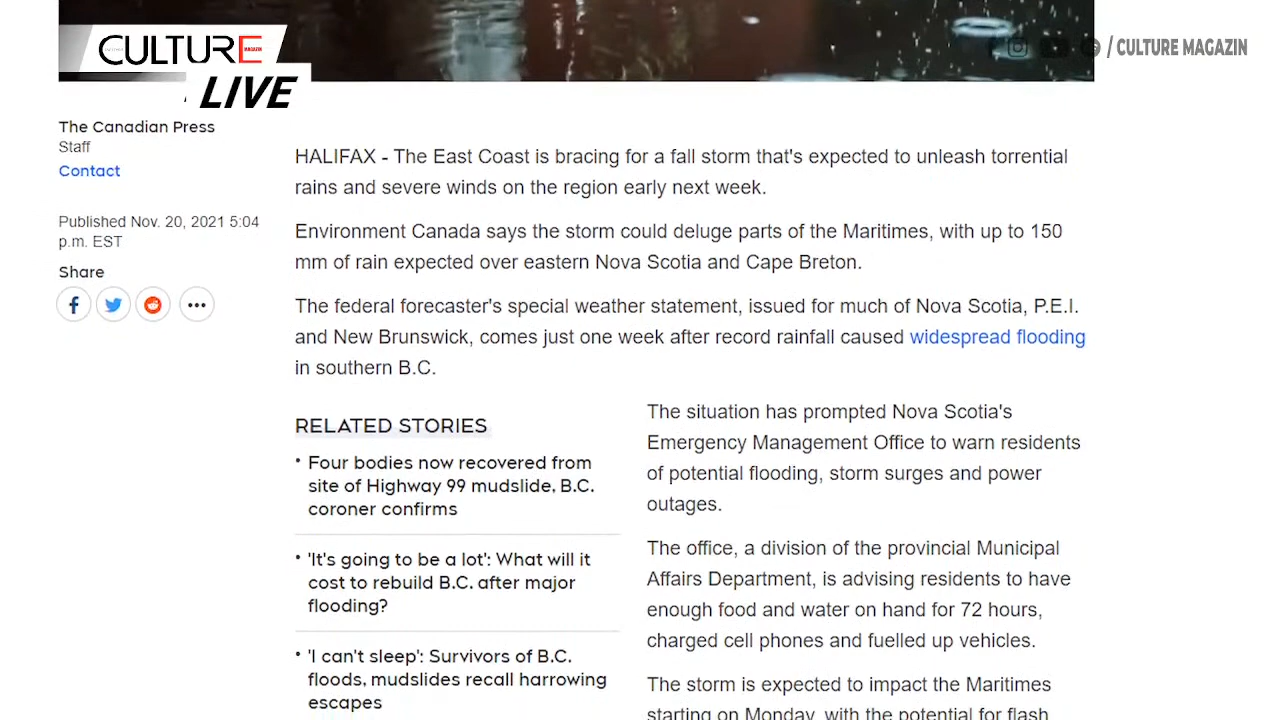 CULTURE
MAGAZIN
LIVE
/ CULTURE MAGAZIN
The Canadian Press
Staff
Contact
Published Nov. 20, 2021 5:04
p.m. EST
Share
HALIFAX - The East Coast is bracing for a fall storm that's expected to unleash torrential
rains and severe winds on the region early next week.
Environment Canada says the storm could deluge parts of the Maritimes, with up to 150
mm of rain expected over eastern Nova Scotia and Cape Breton.
The federal forecaster's special weather statement, issued for much of Nova Scotia, P.E.I.
and New Brunswick, comes just one week after record rainfall caused widespread flooding
in southern B.C.
RELATED STORIES
• Four bodies now recovered from
site of Highway 99 mudslide, B.C.
coroner confirms
• 'It's going to be a lot': What will it
cost to rebuild B.C. after major
flooding?
• 'I can't sleep': Survivors of B.C.
floods, mudslides recall harrowing
escapes
The situation has prompted Nova Scotia's
Emergency Management Office to warn residents
of potential flooding, storm surges and power
outages.
The office, a division of the provincial Municipal
Affairs Department, is advising residents to have
enough food and water on hand for 72 hours,
charged cell phones and fuelled up vehicles.
The storm is expected to impact the Maritimes
starting on Monday, with the potential for flash